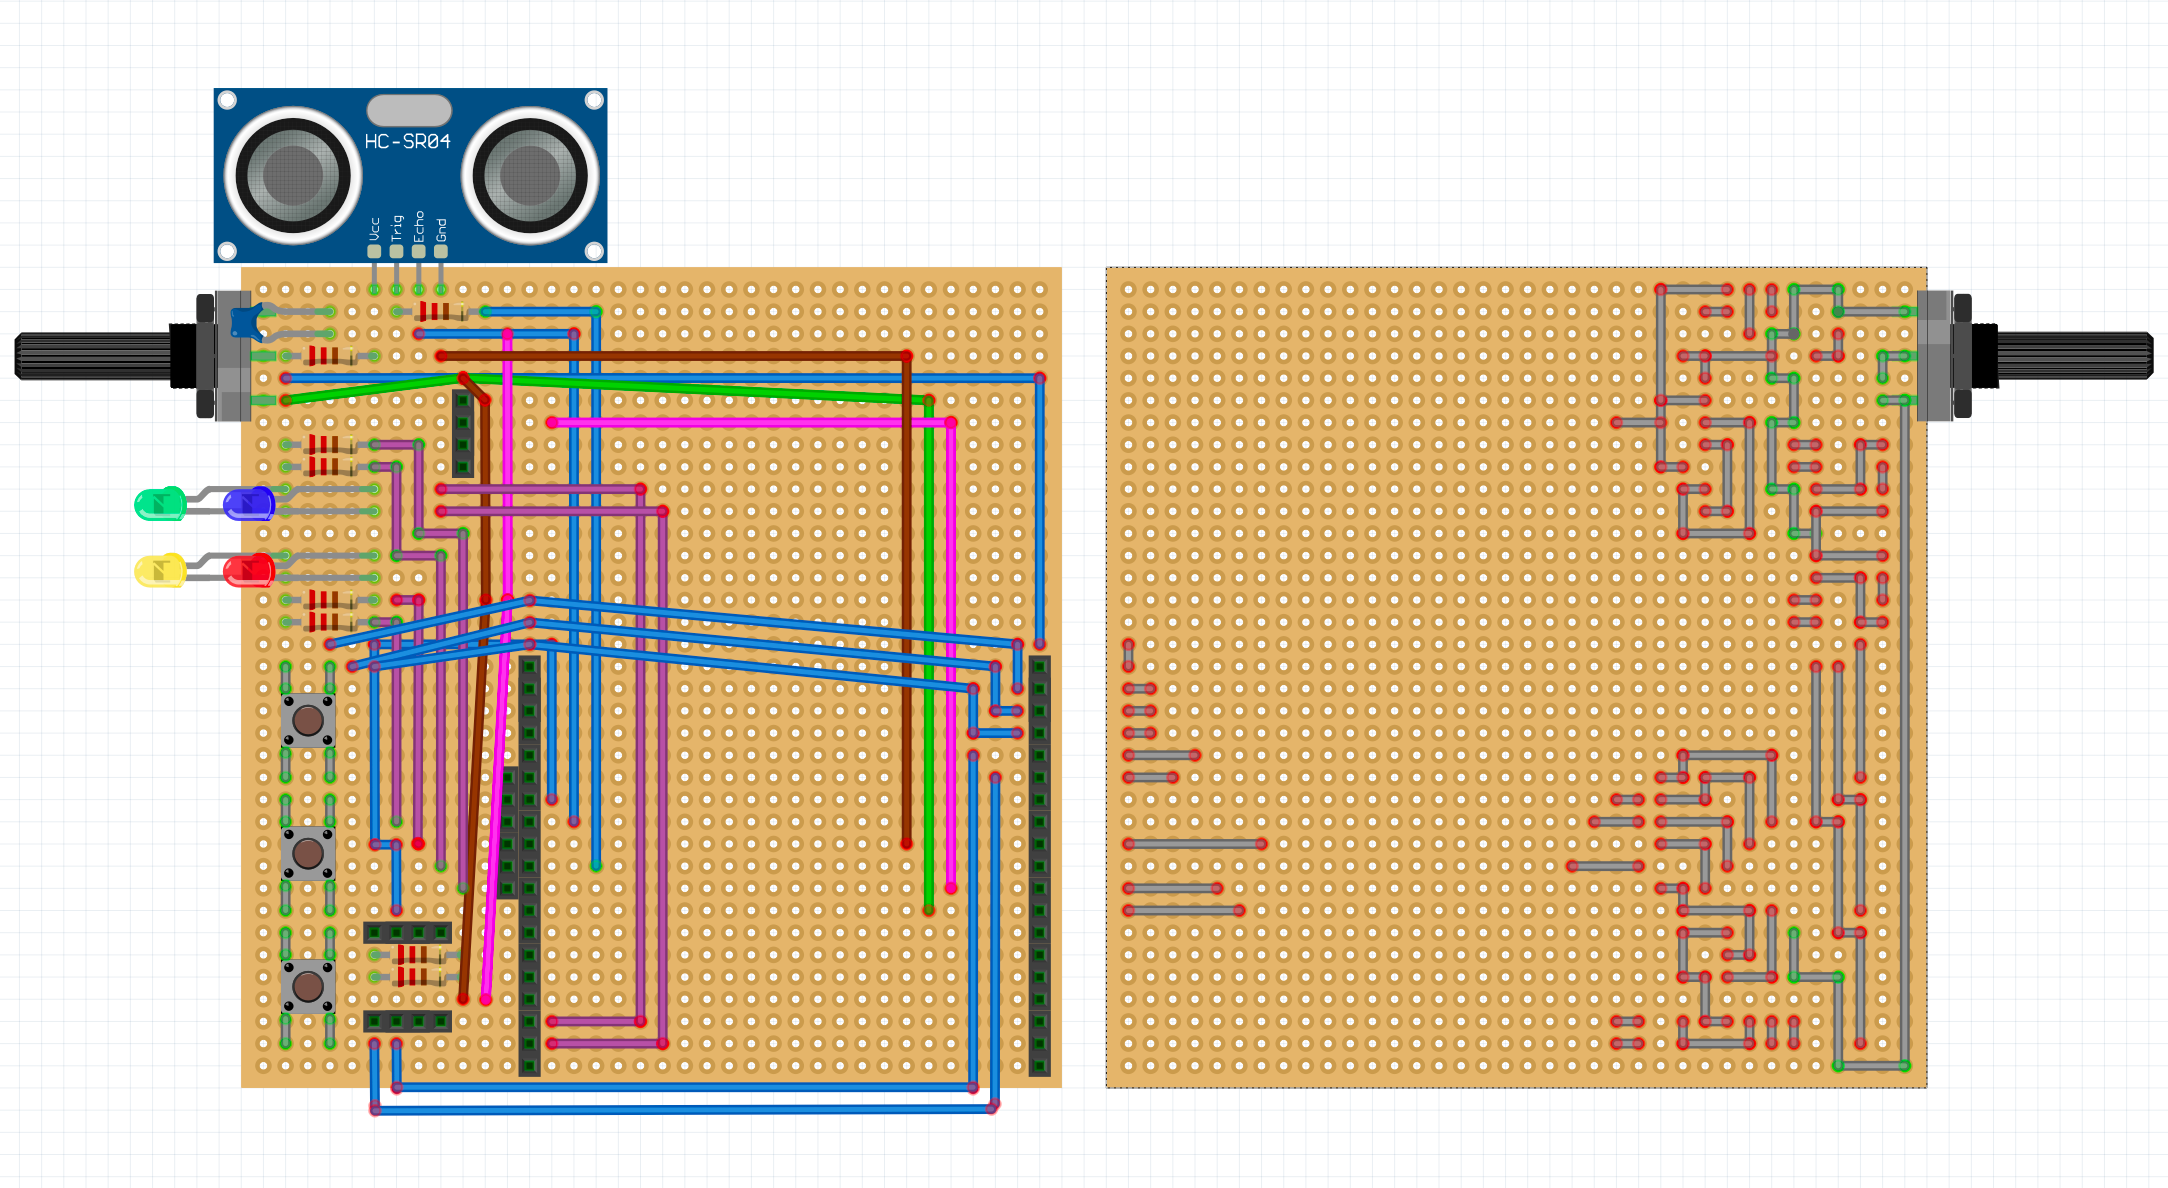 HC-SR04
Vcc
Trig
Echo
Gnd